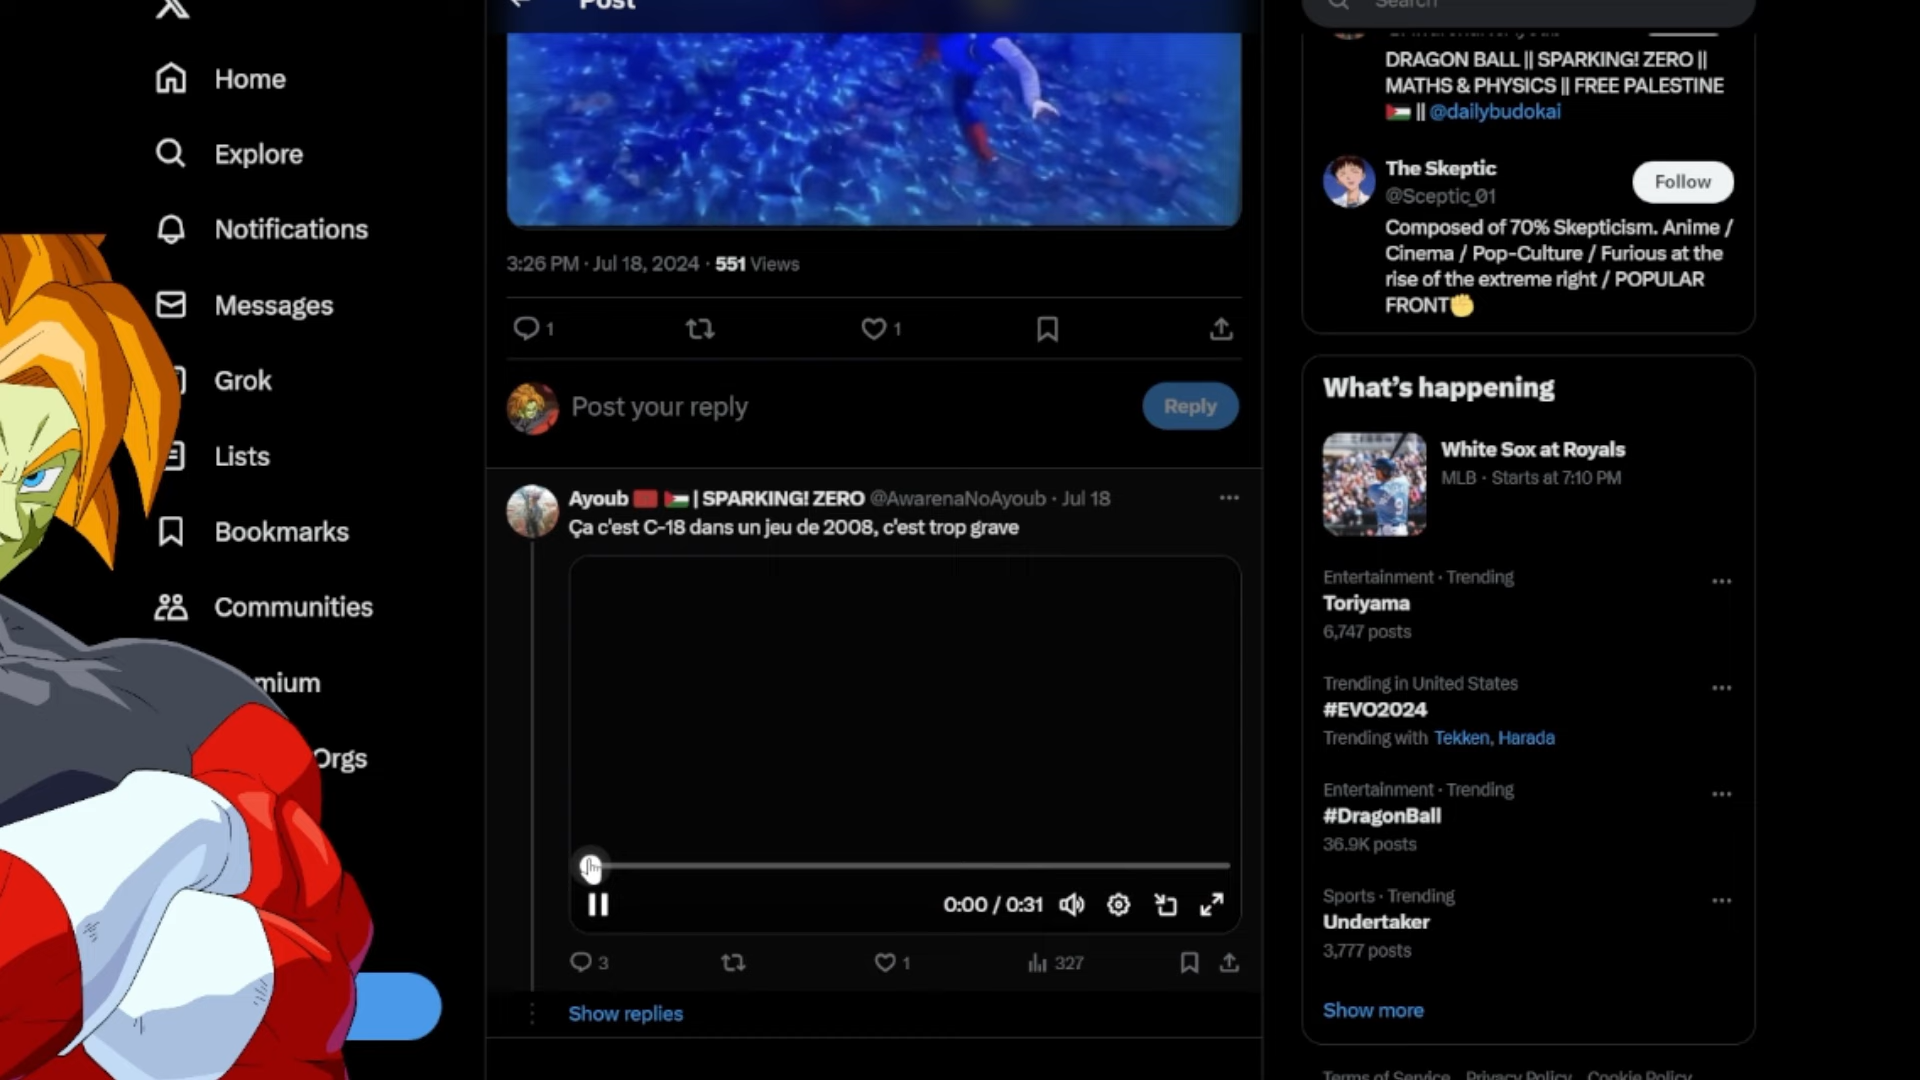 Post
Search
Home
Explore
Notifications
Messages
Grok
Lists
Bookmarks
Communities
mium
Orgs
3:26 PM · Jul 18, 2024 · 551 Views
1
1
Post your reply
Reply
Ayoub 🟥 🇵🇸 | SPARKING! ZERO @AwarenaNoAyoub · Jul 18
Ça c'est C-18 dans un jeu de 2008, c'est trop grave
0:00 / 0:31
3
1
327
Show replies
DRAGON BALL || SPARKING! ZERO ||
MATHS & PHYSICS || FREE PALESTINE
🇵🇸 || @dailybudokai
The Skeptic
@Sceptic_01
Follow
Composed of 70% Skepticism. Anime /
Cinema / Pop-Culture / Furious at the
rise of the extreme right / POPULAR
FRONT✊
What's happening
White Sox at Royals
MLB · Starts at 7:10 PM
Entertainment · Trending
Toriyama
6,747 posts
Trending in United States
#EVO2024
Trending with Tekken, Harada
Entertainment · Trending
#DragonBall
36.9K posts
Sports · Trending
Undertaker
3,777 posts
Show more
Terms of Service Privacy Policy Cookie Policy